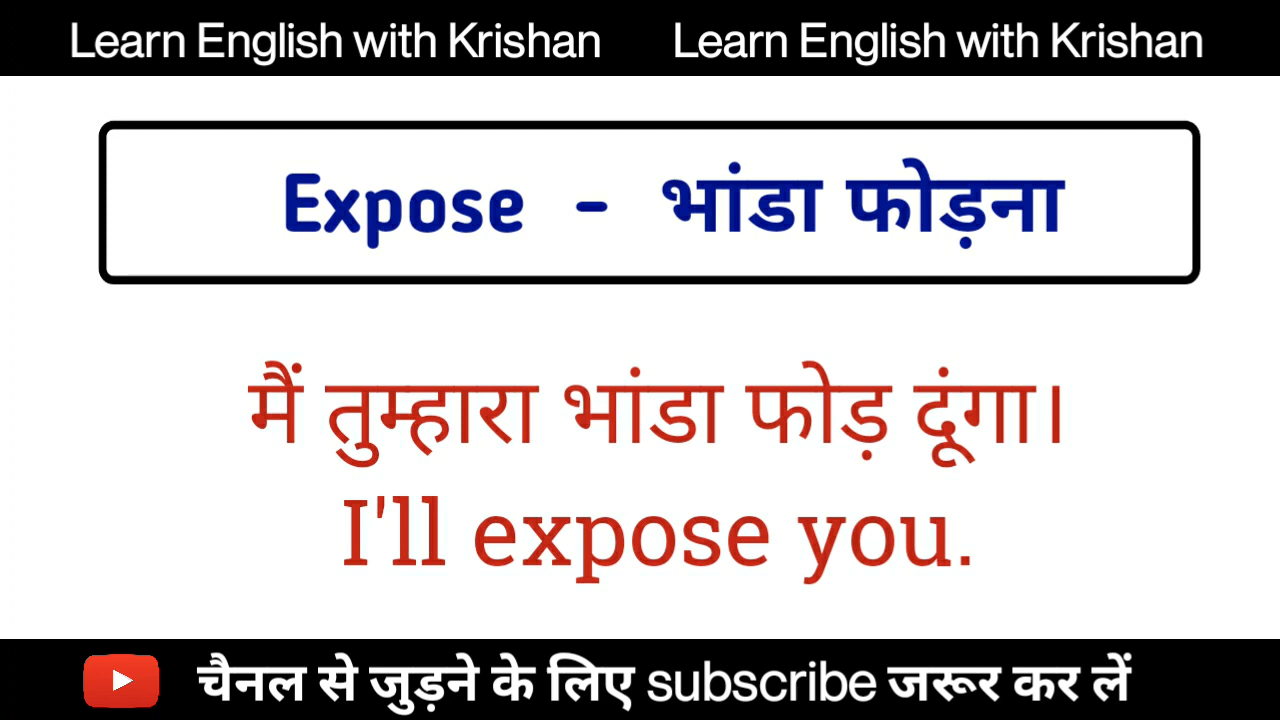 Learn English with Krishan Learn English with Krishan
Expose - भांडा फोड़ना
मैं तुम्हारा भांडा फोड़ दूंगा।
I'll expose you.
चैनल से जुड़ने के लिए subscribe जरूर कर लें